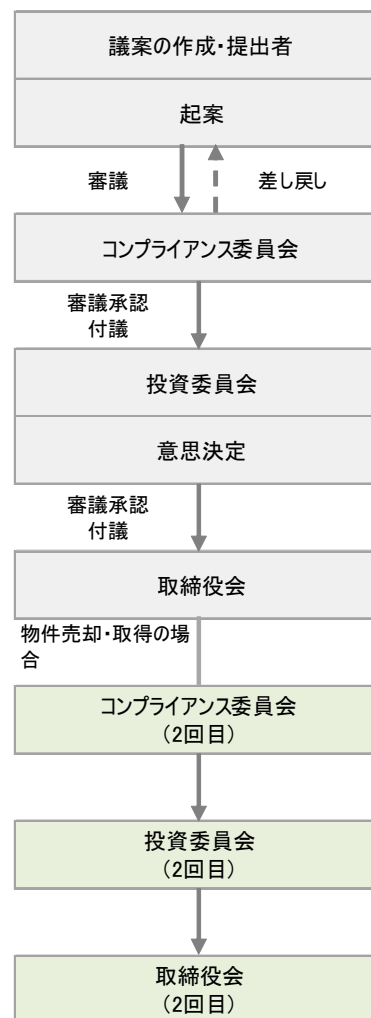 議案の作成・提出者
起案
審議
差し戻し
コンプライアンス委員会
審議承認
付議
投資委員会
意思決定
審議承認
付議
取締役会
物件売却・取得の場
合
コンプライアンス委員会
（2回目）
投資委員会
（2回目）
取締役会
（2回目）